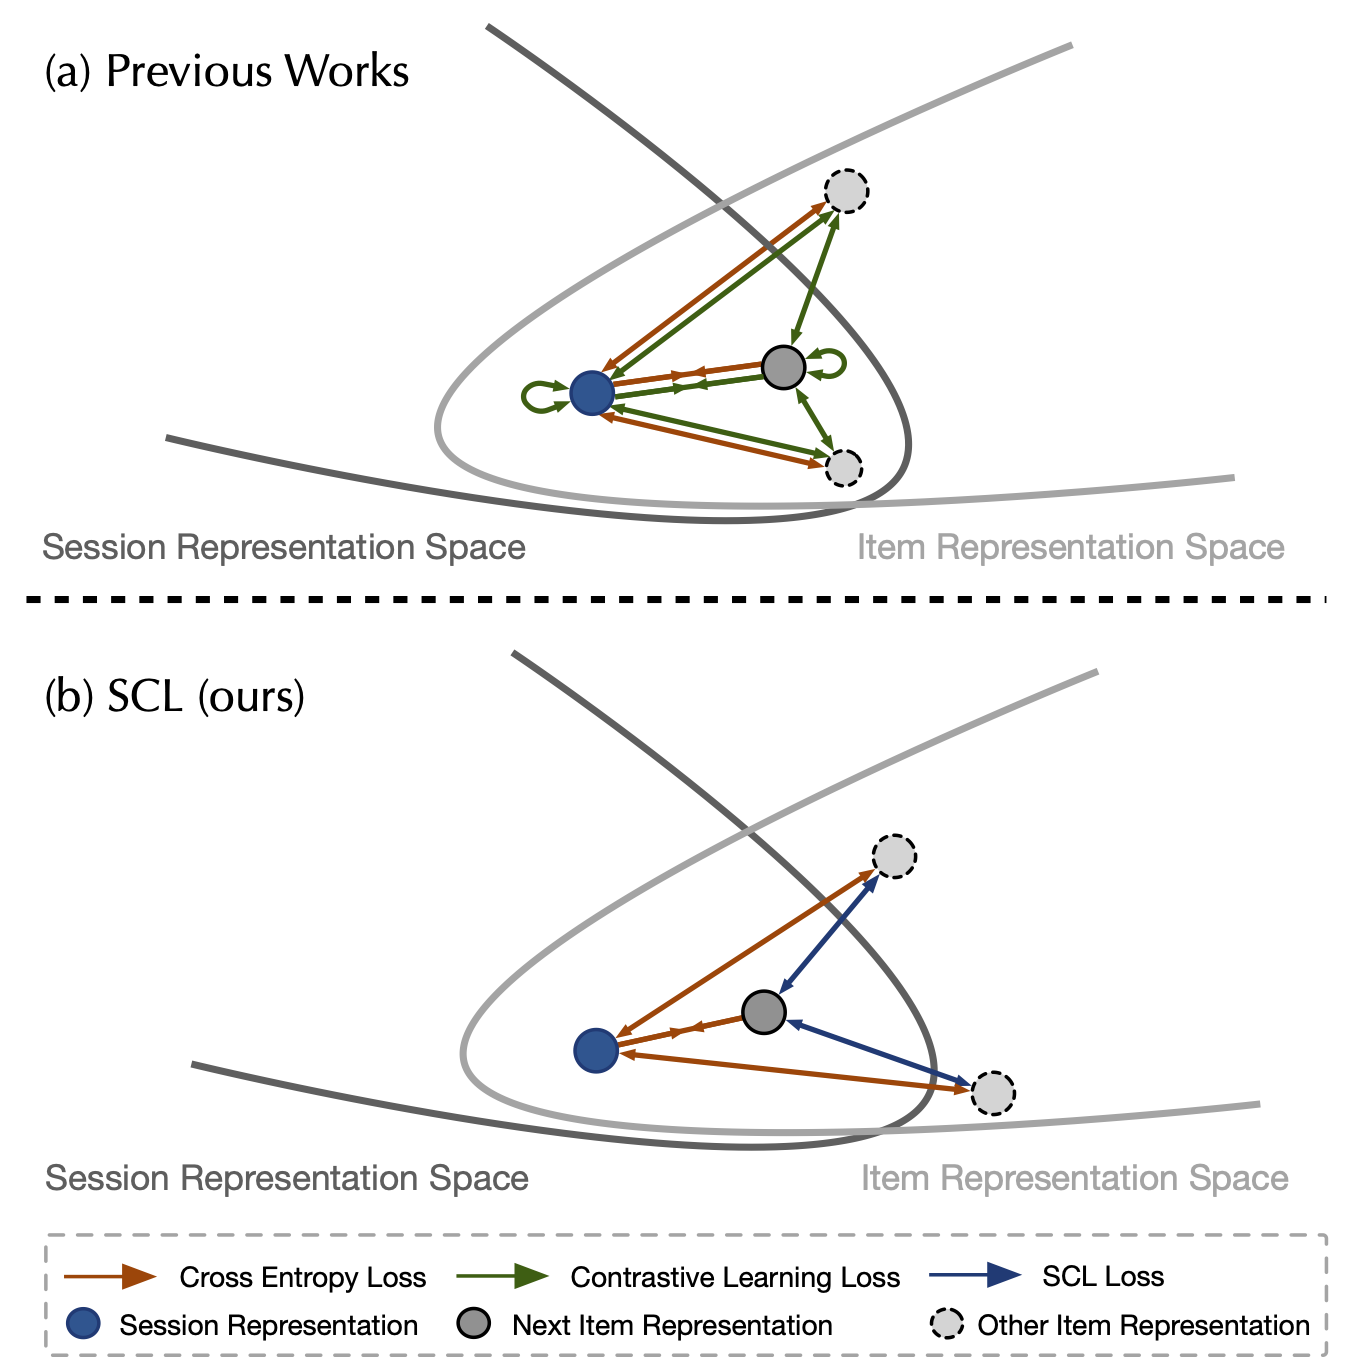 (a) Previous Works
Session Representation Space
Item Representation Space
(b) SCL (ours)
Session Representation Space
Item Representation Space
Cross Entropy Loss
Contrastive Learning Loss
SCL Loss
Session Representation
Next Item Representation
Other Item Representation